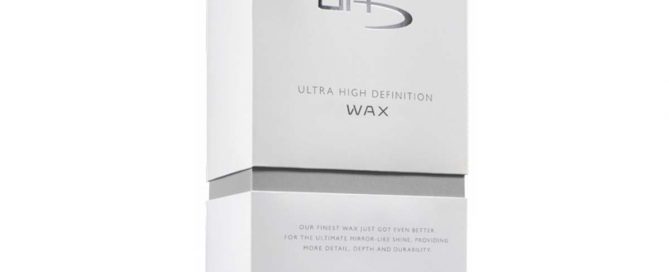 ULTRA HIGH DEFINITION
WAX
OUR FINEST WAX JUST GOT EVEN BETTER.
FOR THE ULTIMATE MIRROR-LIKE SHINE, PROVIDING
MORE DETAIL, DEPTH AND DURABILITY.